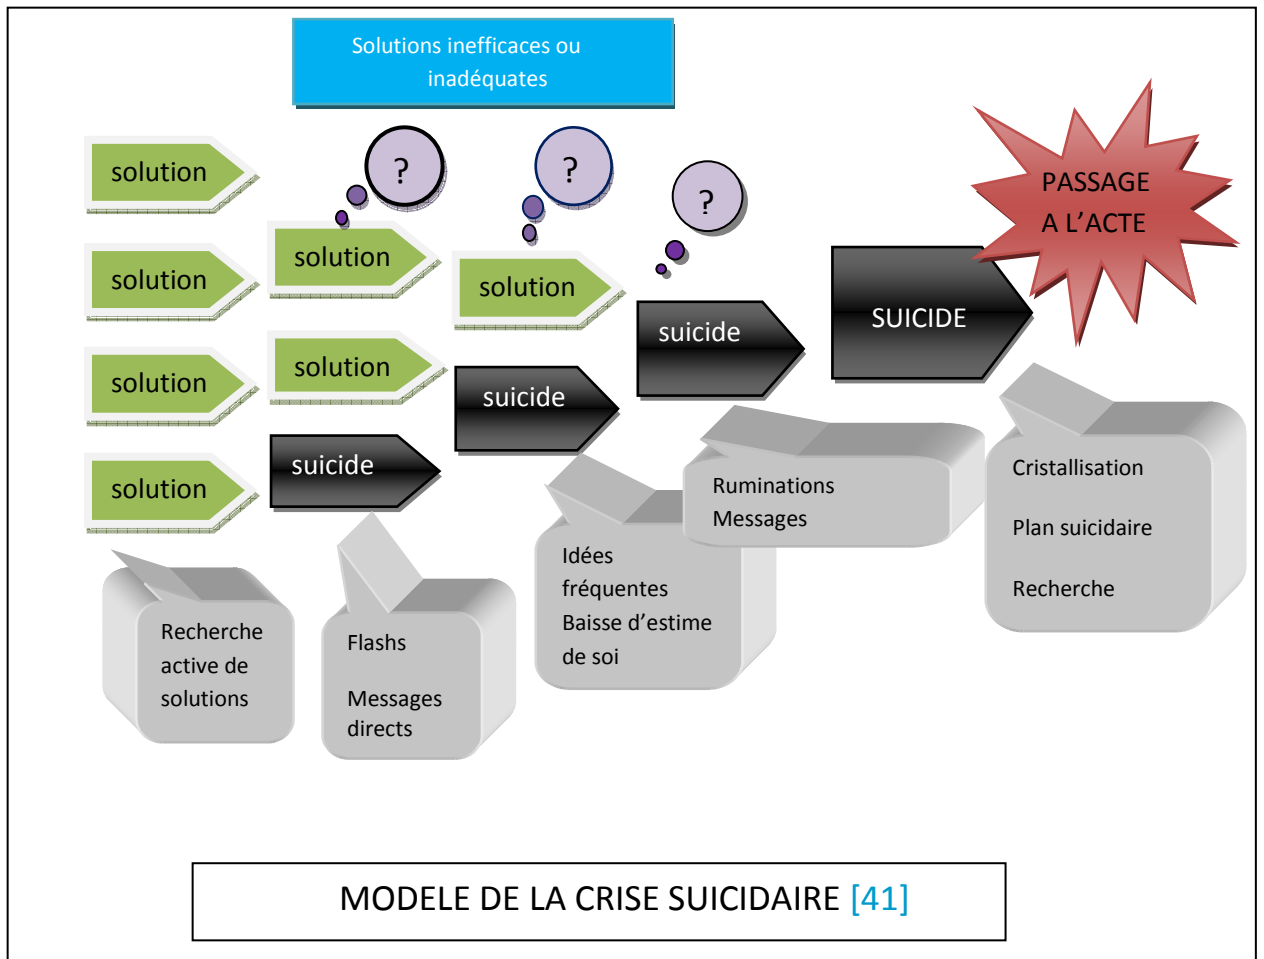 Solutions inefficaces ou
inadéquates
solution
solution
solution
solution
?
solution
solution
suicide
?
solution
suicide
?
suicide
SUICIDE
PASSAGE
A L’ACTE
Recherche
active de
solutions
Flashs
Messages
directs
Idées
fréquentes
Baisse d’estime
de soi
Ruminations
Messages
Cristallisation
Plan suicidaire
Recherche
MODELE DE LA CRISE SUICIDAIRE [41]